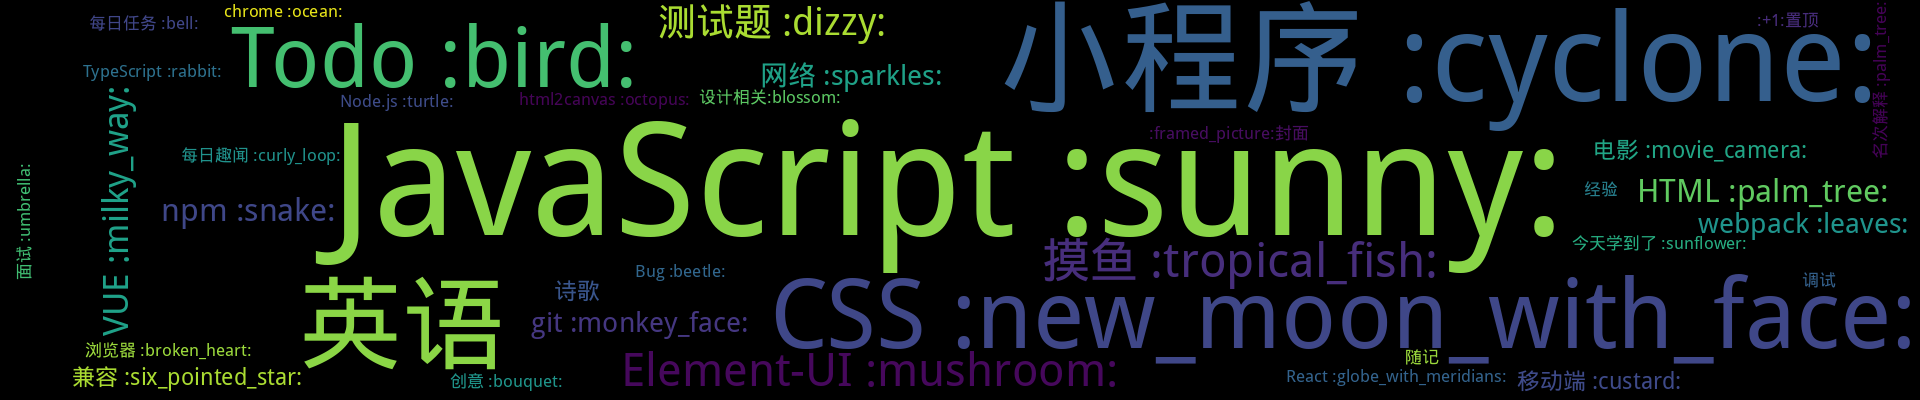 chrome :ocean:
每日任务 :bell:
Todo :bird:
测试题 :dizzy:
小程序 :cyclone:
:+1:置顶
TypeScript :rabbit:
网络 :sparkles:
Node.js :turtle:
html2canvas :octopus:
设计相关:blossom:
名次解释 :palm_tree:
VUE :milky_way:
:framed_picture:封面
每日趣闻 :curly_loop:
JavaScript :sunny:
电影 :movie_camera:
经验
HTML :palm_tree:
npm :snake:
webpack :leaves:
面试 :umbrella:
今天学到了 :sunflower:
摸鱼 :tropical_fish:
Bug :beetle:
诗歌
调试
英语
git :monkey_face:
CSS :new_moon_with_face:
浏览器 :broken_heart:
随记
兼容 :six_pointed_star:
创意 :bouquet:
Element-UI :mushroom:
React :globe_with_meridians:
移动端 :custard: